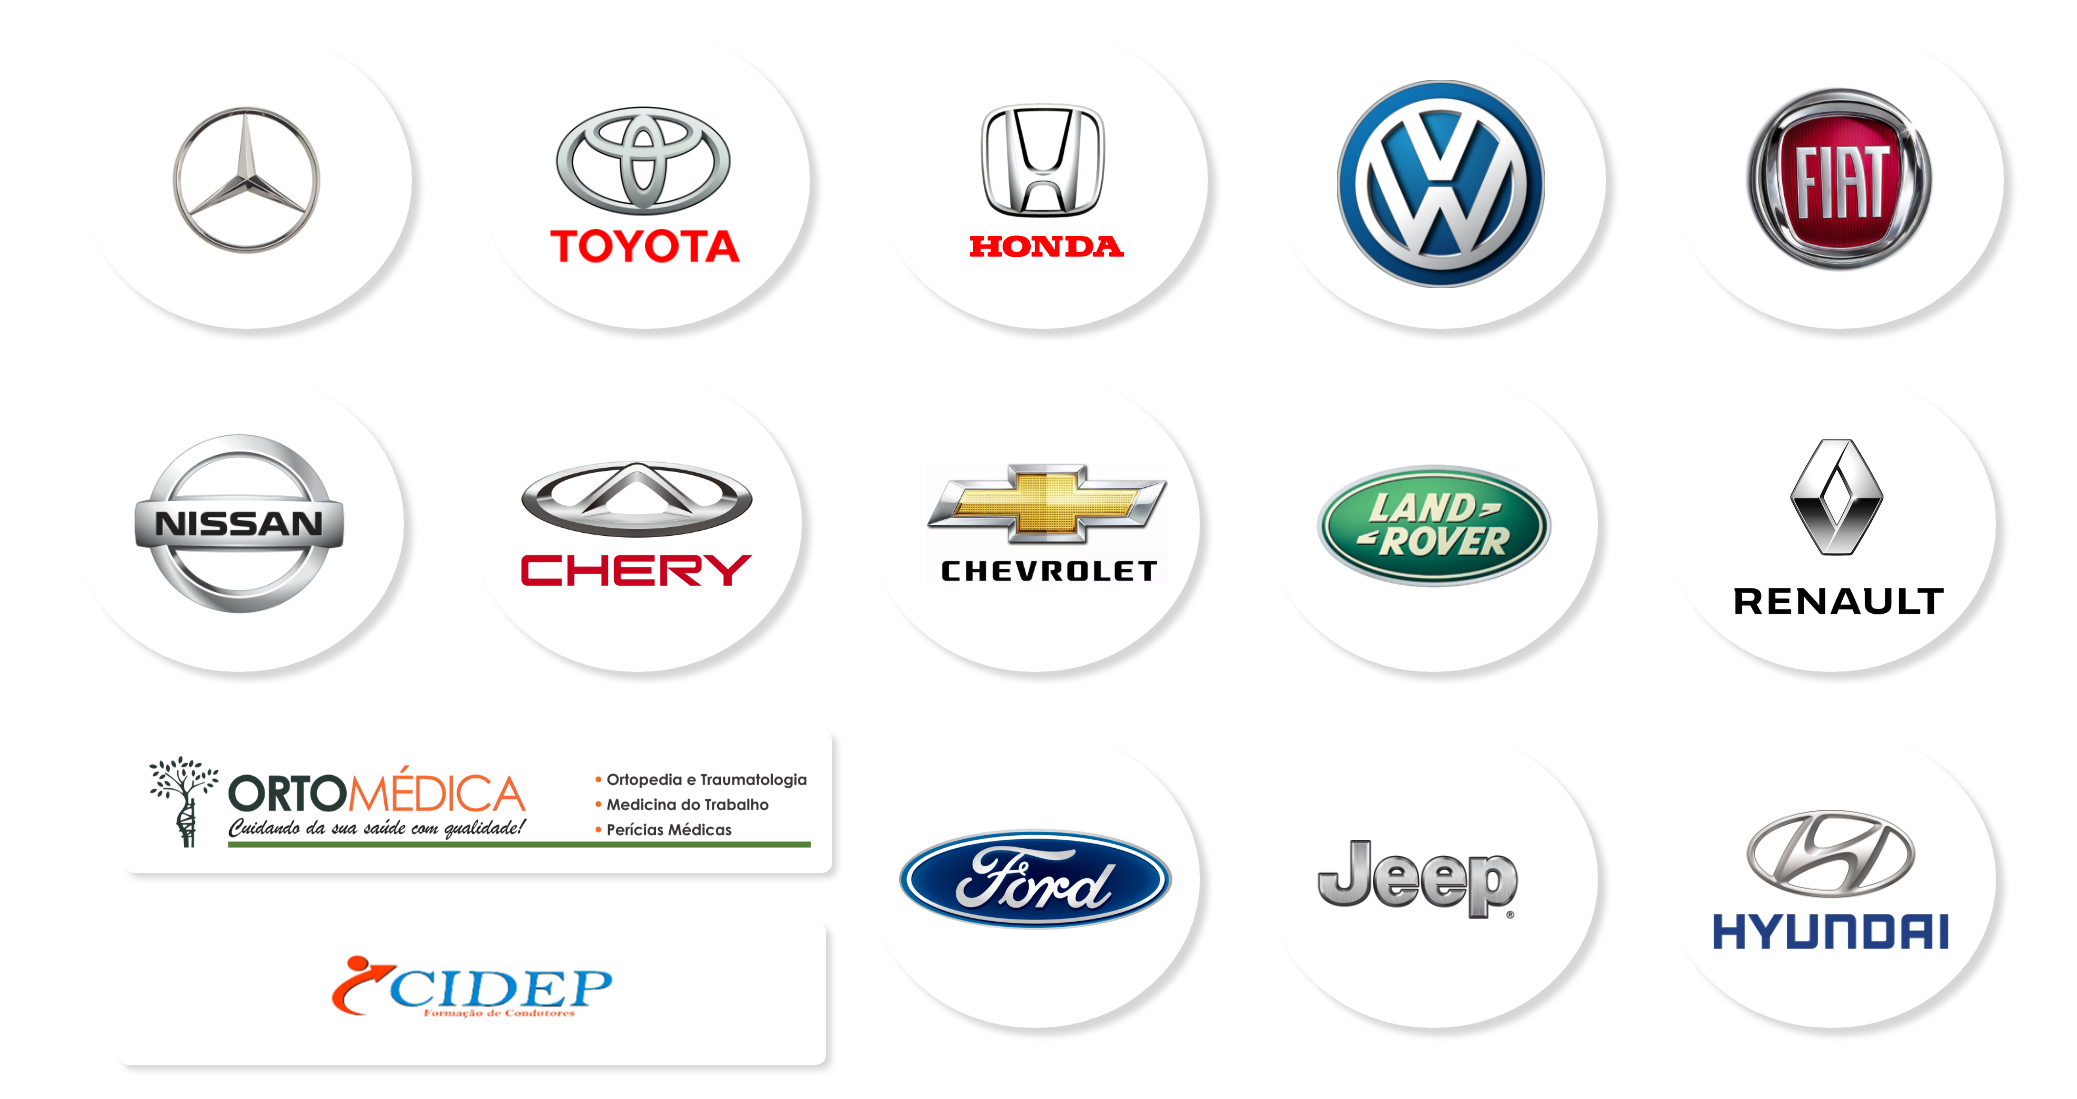 TOYOTA
HONDA
FIAT
NISSAN
CHERY
CHEVROLET
LAND
ROVER
RENAULT
ORTOMÉDICA
Cuidando da sua saúde com qualidade!
• Ortopedia e Traumatologia
• Medicina do Trabalho
• Perícias Médicas
Ford
Jeep®
HYUNDAI
CIDEP
Formação de Condutores